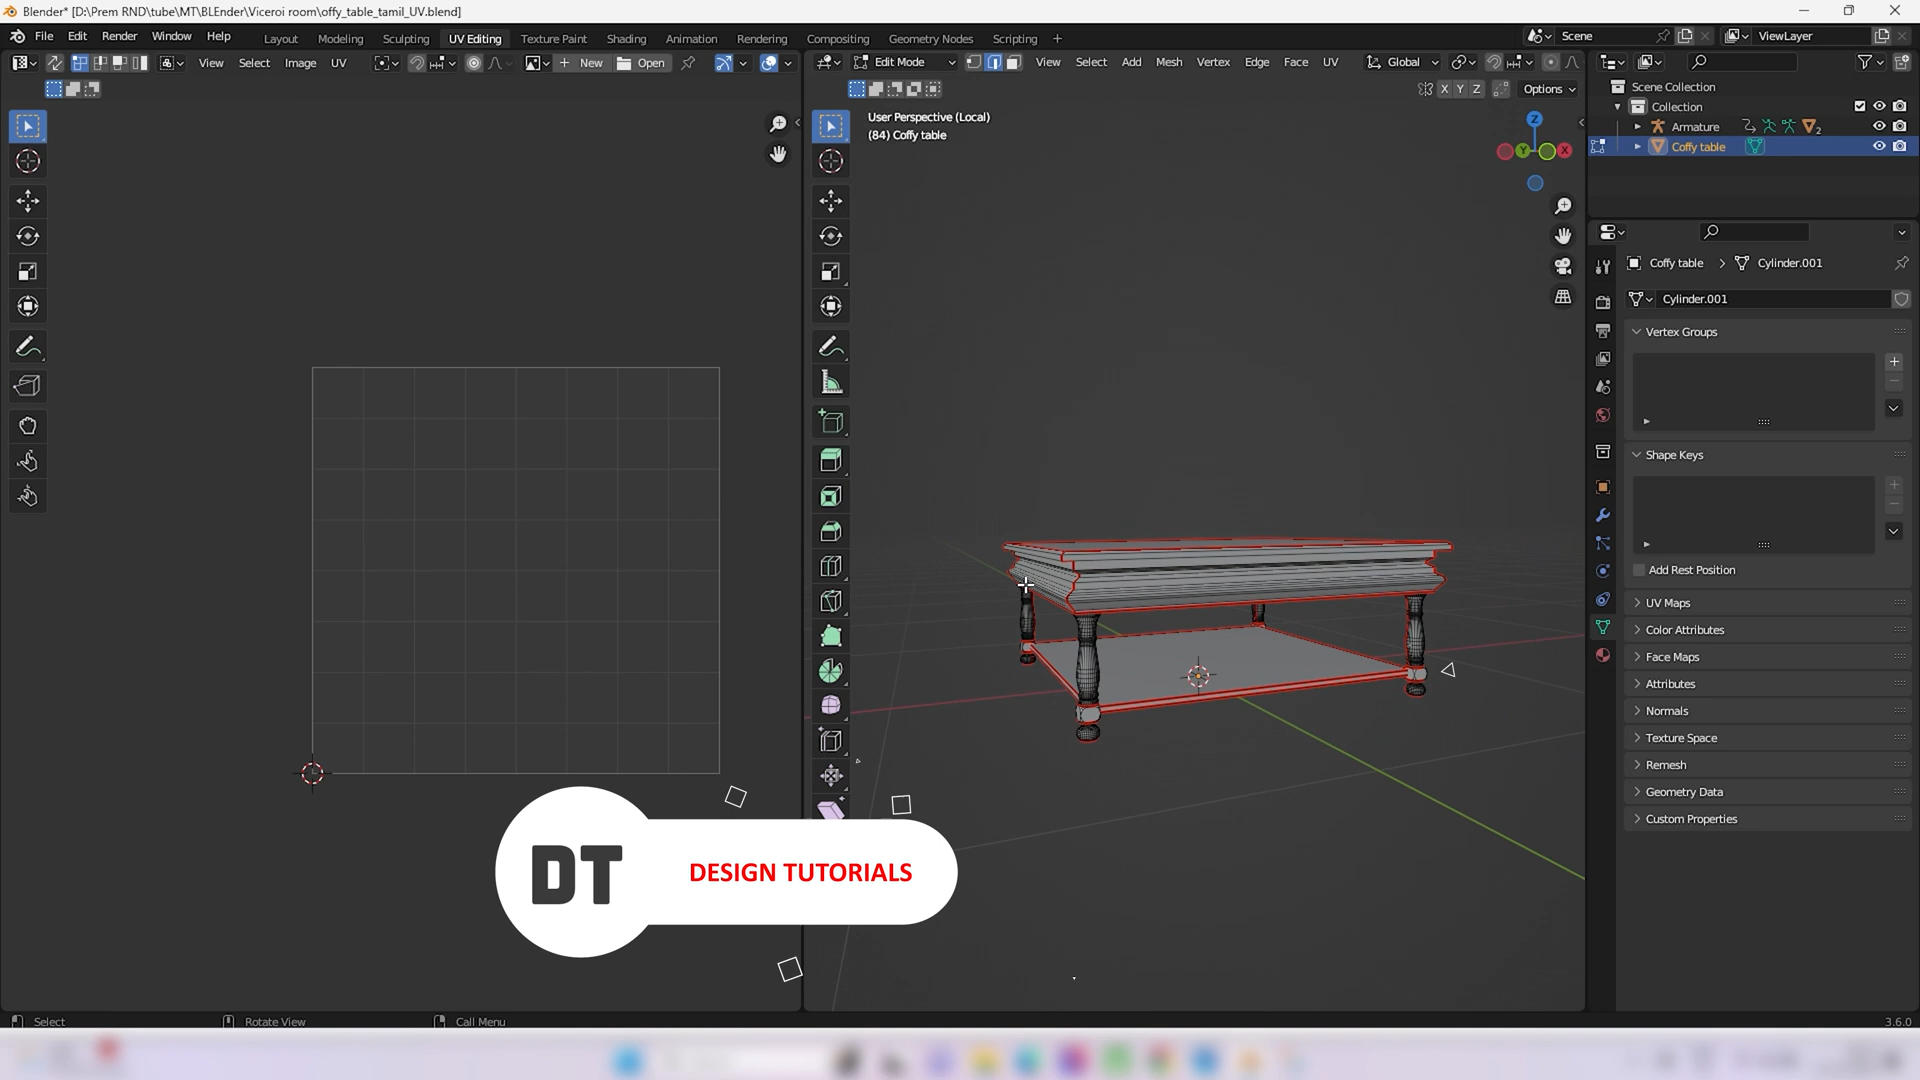 Blender* [D:\Prem RND\tube\MT\BLEnder\Viceroi room\offy_table_tamil_UV.blend]
File Edit Render Window Help Layout Modeling Sculpting UV Editing Texture Paint Shading Animation Rendering Compositing Geometry Nodes Scripting + Scene ViewLayer
View Select Image UV New Open Edit Mode View Select Add Mesh Vertex Edge Face UV Global
X Y Z Options
User Perspective (Local)
(84) Coffy table
Z
Y X
Scene Collection
Collection
Armature 2
Coffy table
Coffy table > Cylinder.001
Cylinder.001
Vertex Groups
Shape Keys
Add Rest Position
UV Maps
Color Attributes
Face Maps
Attributes
Normals
Texture Space
Remesh
Geometry Data
Custom Properties
DT DESIGN TUTORIALS
Select Rotate View Call Menu 3.6.0